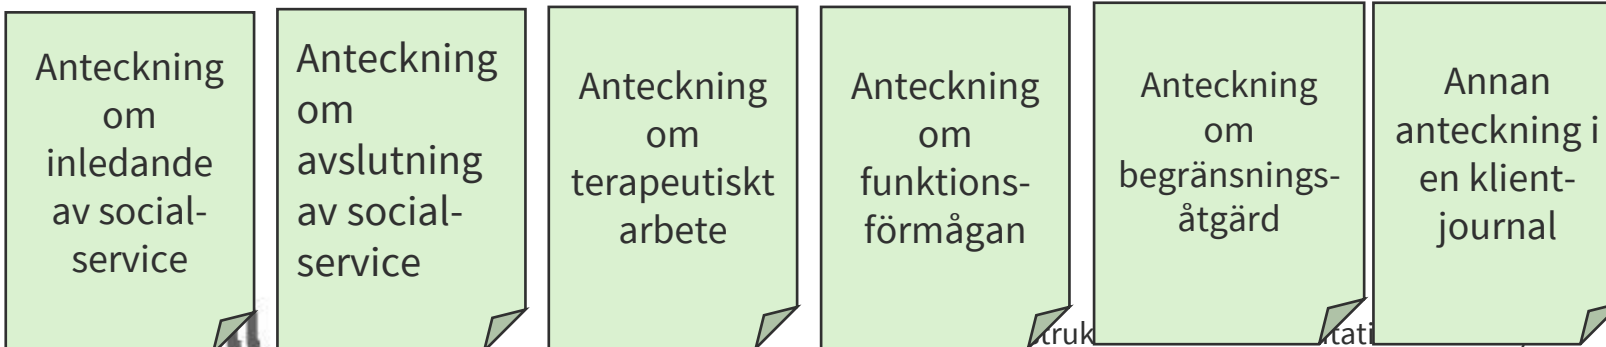 Anteckning
om
inledande
av social-
service
Anteckning
om
avslutning
av social-
service
Anteckning
om
terapeutiskt
arbete
Anteckning
om
funktions-
förmågan
Anteckning
om
begränsnings-
åtgärd
Annan
anteckning i
en klient-
journal